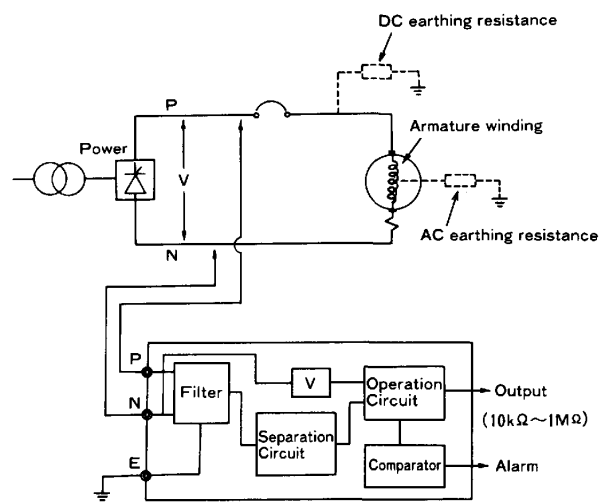 DC earthing resistance
P
Armature winding
Power
V
AC earthing resistance
N
P
Filter
V
Operation
Circuit
Output
N
(10kΩ～1MΩ)
Separation
Circuit
E
Comparator
Alarm